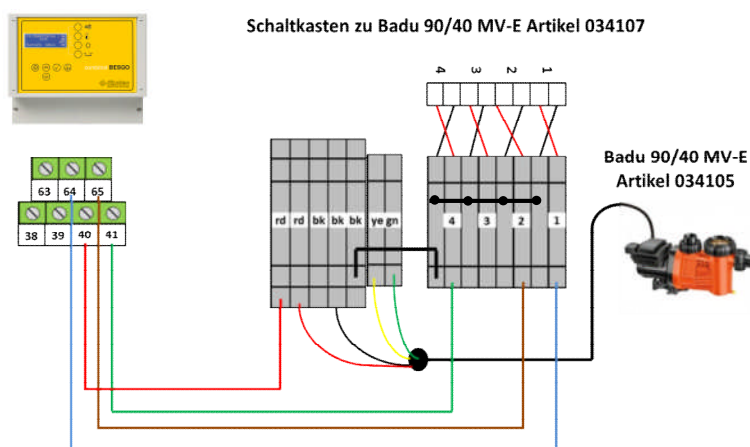 Schaltkasten zu Badu 90/40 MV-E Artikel 034107
BESGO
4 3 2 1
Badu 90/40 MV-E
Artikel 034105
63 64 65
38 39 40 41
rd rd bk bk bk ye gn
4 3 2 1